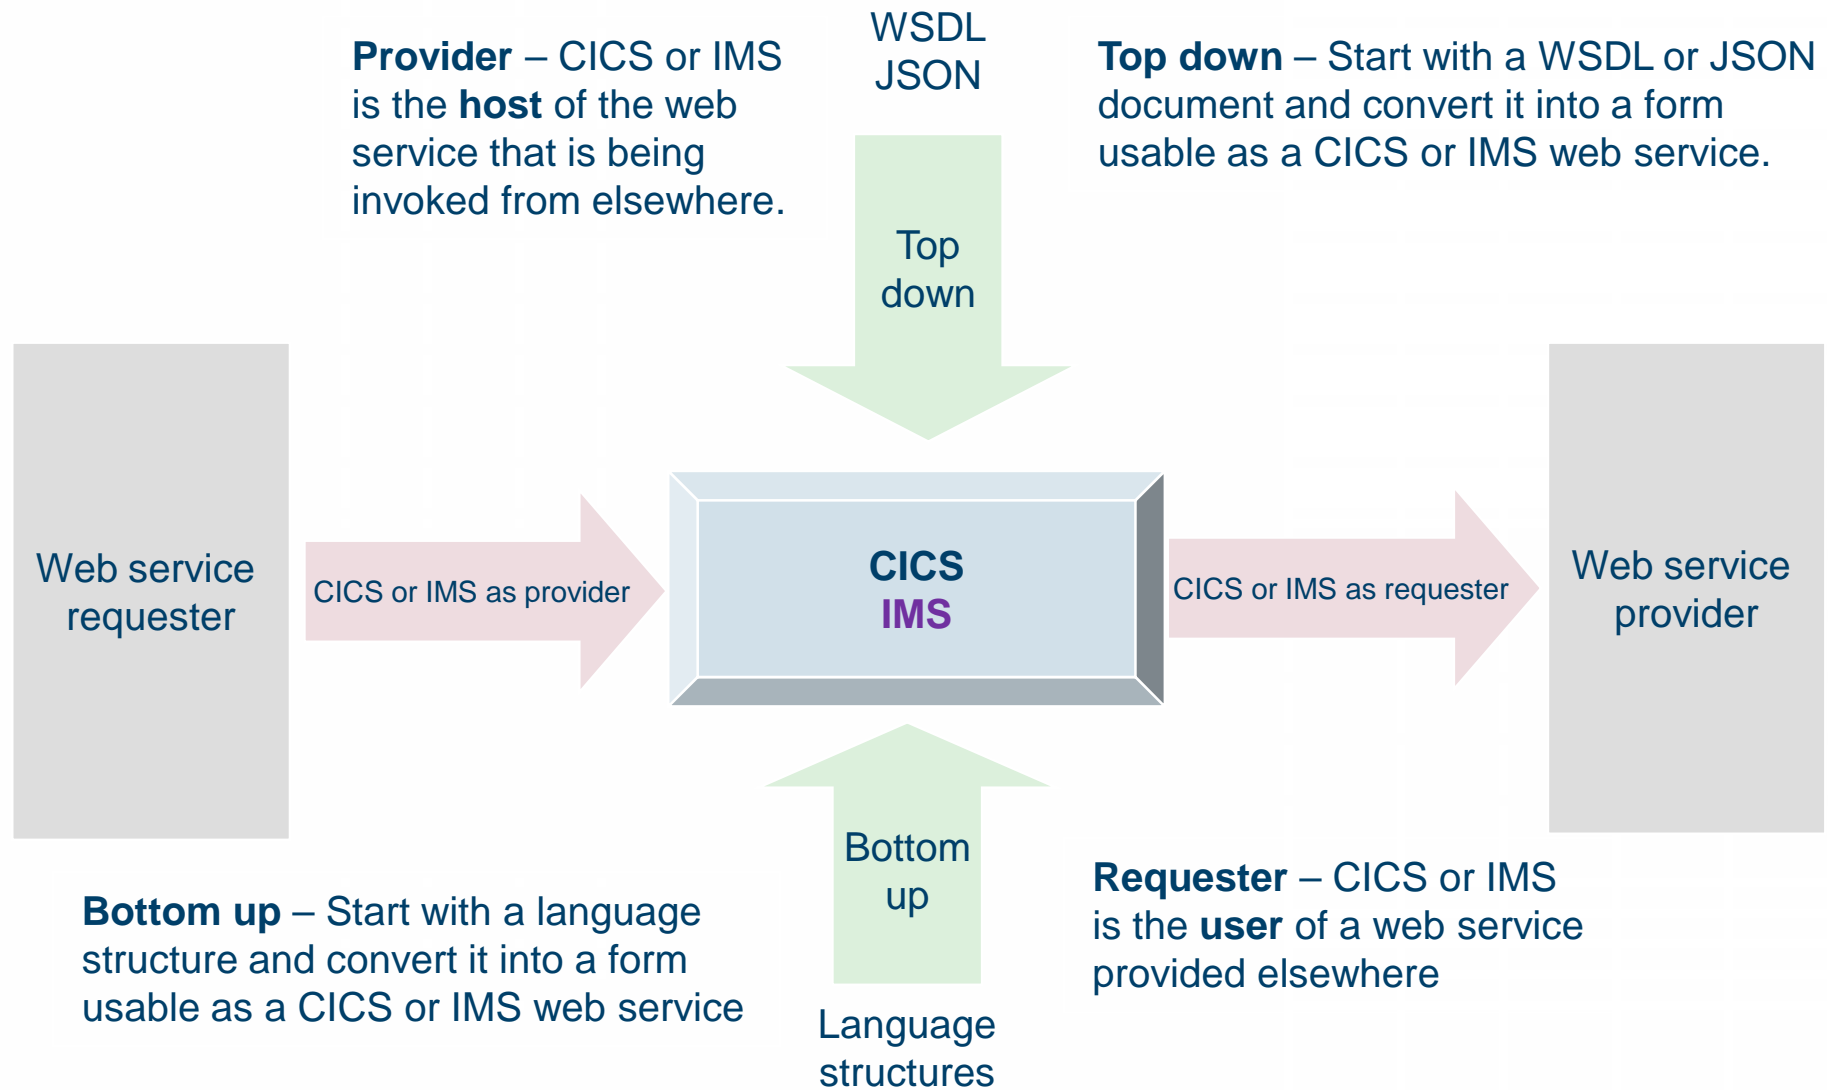 WSDL
JSON
Provider – CICS or IMS
is the host of the web
service that is being
invoked from elsewhere.
Top down – Start with a WSDL or JSON
document and convert it into a form
usable as a CICS or IMS web service.
Top
down
Web service
requester
CICS or IMS as provider
CICS
IMS
CICS or IMS as requester
Web service
provider
Bottom
up
Bottom up – Start with a language
structure and convert it into a form
usable as a CICS or IMS web service
Requester – CICS or IMS
is the user of a web service
provided elsewhere
Language
structures